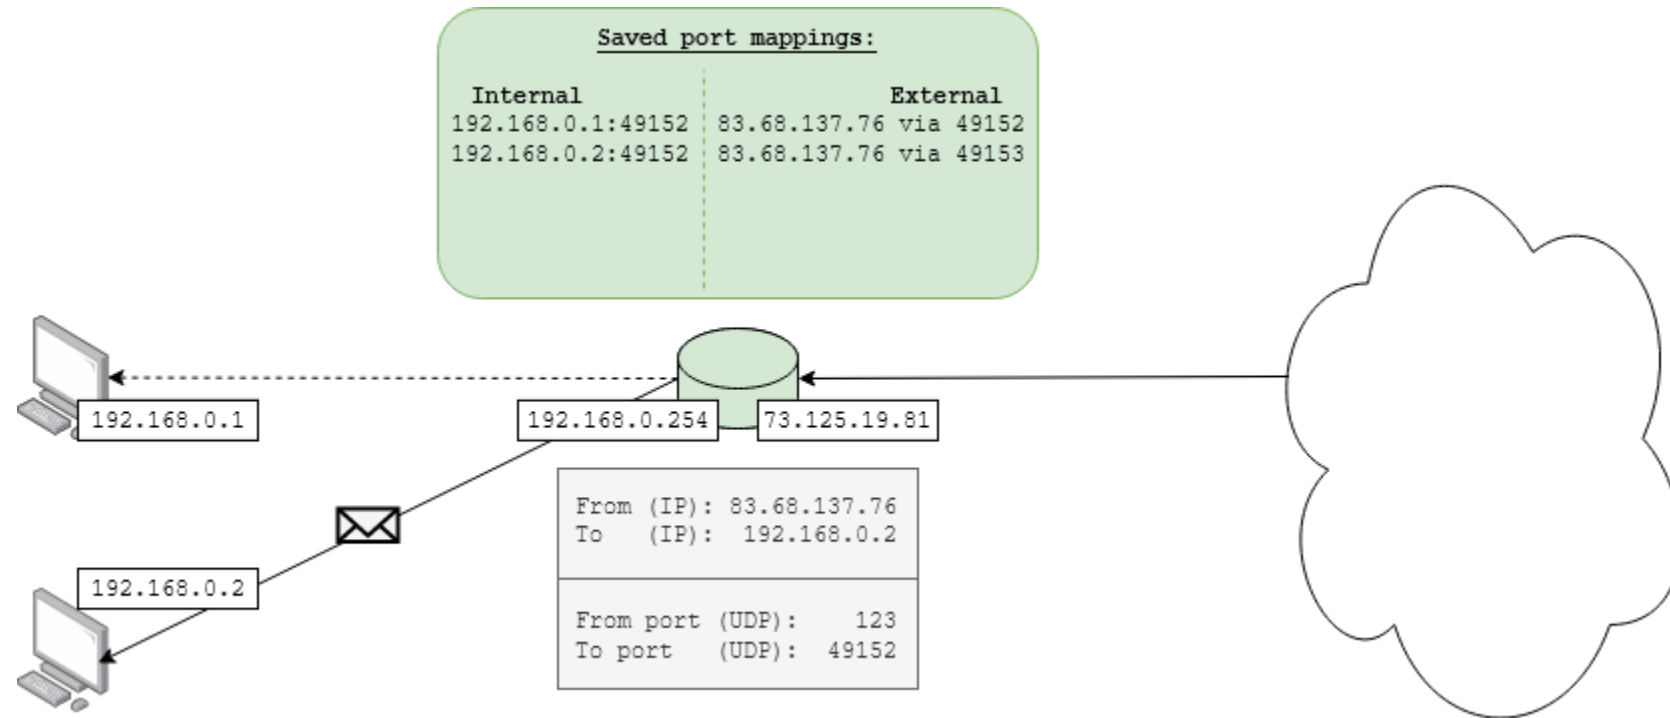 Saved port mappings:
Internal External
192.168.0.1:49152 83.68.137.76 via 49152
192.168.0.2:49152 83.68.137.76 via 49153
192.168.0.1
192.168.0.254
73.125.19.81
From (IP): 83.68.137.76
To (IP): 192.168.0.2
192.168.0.2
From port (UDP): 123
To port (UDP): 49152